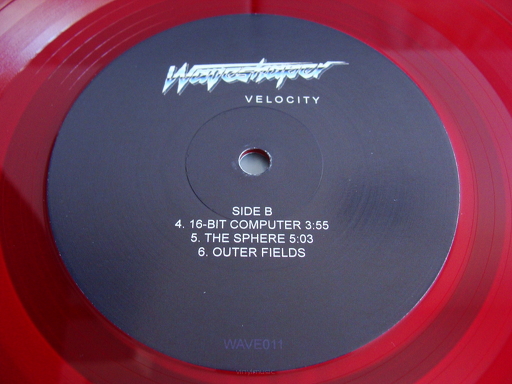 Waveshaper
VELOCITY
SIDE B
4. 16-BIT COMPUTER 3:55
5. THE SPHERE 5:03
6. OUTER FIELDS
WAVE011